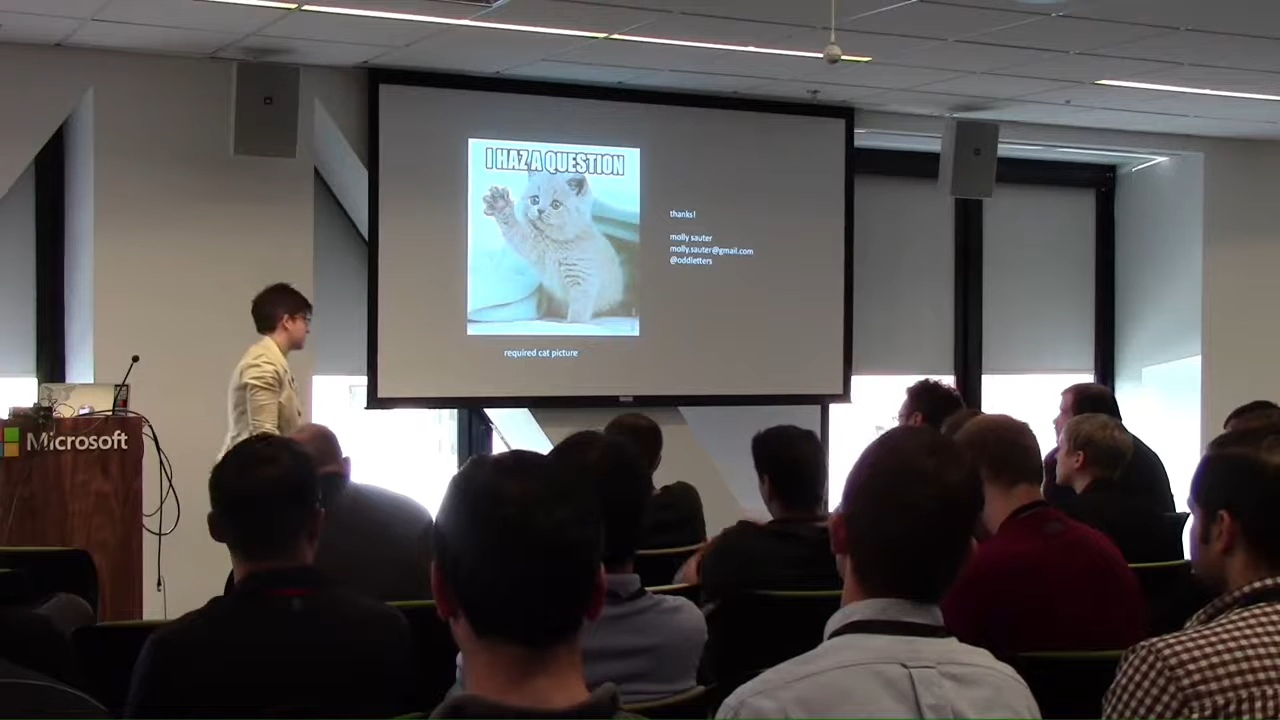 I HAZ A QUESTION
thanks!
molly sauter
molly.sauter@gmail.com
@oddletters
required cat picture
Microsoft